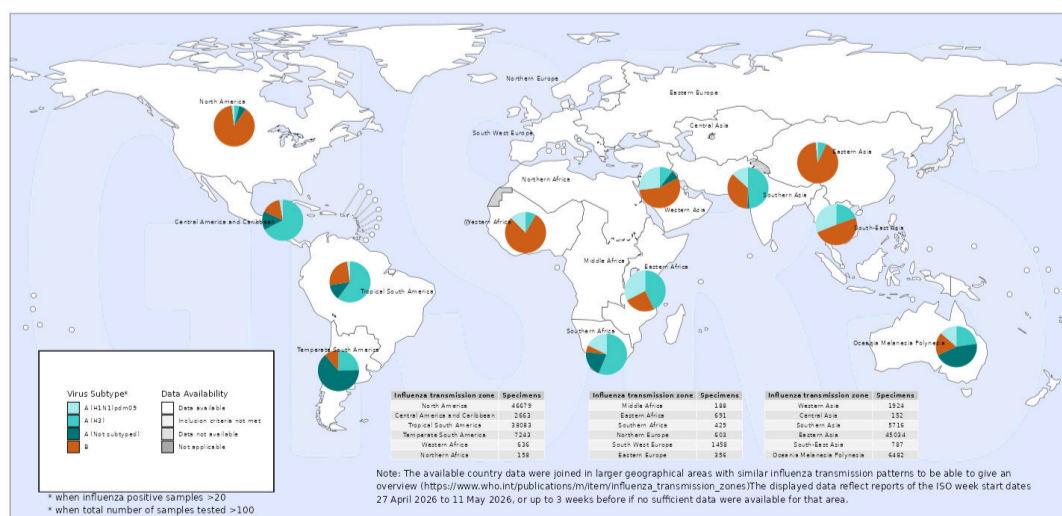 Northern Europe
Eastern Europe
North America
Central Asia
South West Europe
Eastern Asia
Northern Africa
Southern Asia
Western Asia
Central America and Caribbean
Western Africa
South-East Asia
Middle Africa
Eastern Africa
Tropical South America
Southern Africa
Oceania Melanesia Polynesia
Temperate South America
Virus Subtype*
A(H1N1)pdm09
A(H3)
A(Not subtyped)
B
Data Availability
Data available
Inclusion criteria not met
Data not available
Not applicable
Influenza transmission zone Specimens
North America 46679
Central America and Caribbean 2663
Tropical South America 38083
Temperate South America 7243
Western Africa 636
Northern Africa 158
Influenza transmission zone Specimens
Middle Africa 188
Eastern Africa 691
Southern Africa 429
Northern Europe 603
South West Europe 1458
Eastern Europe 356
Influenza transmission zone Specimens
Western Asia 1924
Central Asia 152
Southern Asia 5716
Eastern Asia 45034
South-East Asia 787
Oceania Melanesia Polynesia 6482
* when influenza positive samples >20
* when total number of samples tested >100
Note: The available country data were joined in larger geographical areas with similar influenza transmission patterns to be able to give an
overview (https://www.who.int/publications/m/item/influenza_transmission_zones)The displayed data reflect reports of the ISO week start dates
27 April 2026 to 11 May 2026, or up to 3 weeks before if no sufficient data were available for that area.